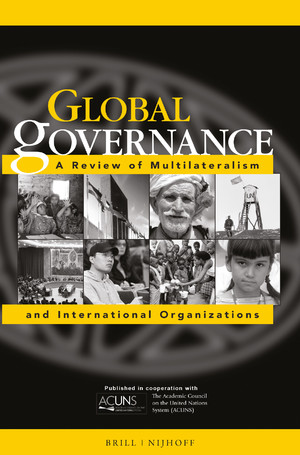 GLOBAL
governance
A Review of Multilateralism
and International Organizations
Published in cooperation with
ACUNS
The Academic Council
on the United Nations
System (ACUNS)
BRILL | NIJHOFF